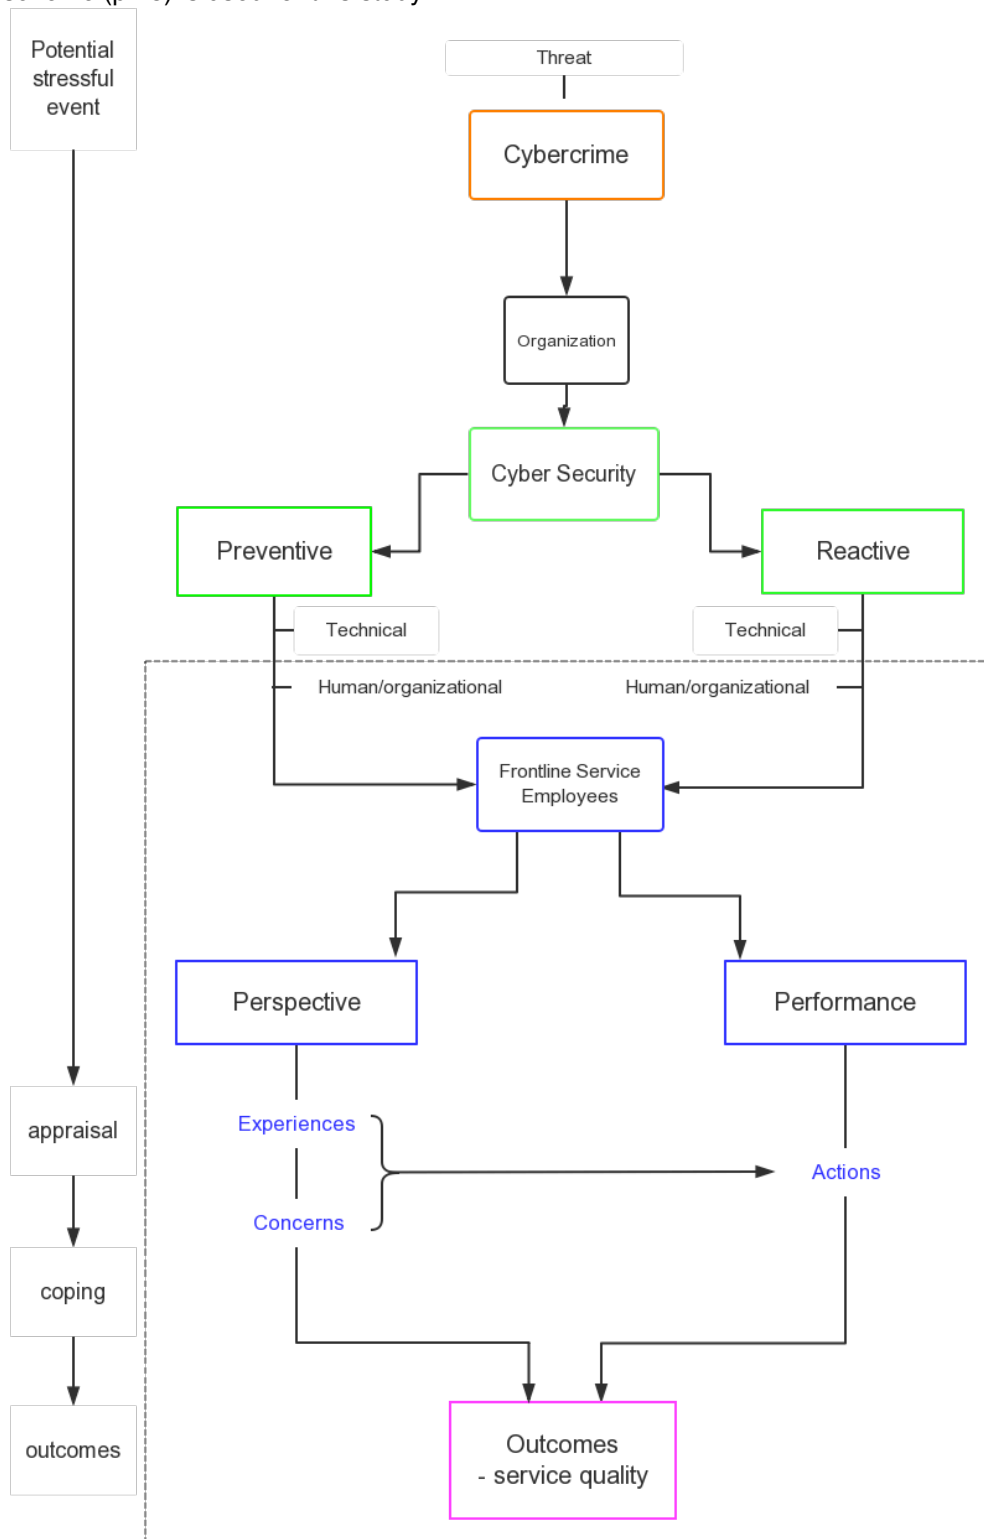 Potential
stressful
event
Threat
Cybercrime
Organization
Cyber Security
Preventive
Reactive
Technical
Technical
Human/organizational
Human/organizational
Frontline Service
Employees
Perspective
Performance
appraisal
Experiences
Actions
Concerns
coping
outcomes
Outcomes
- service quality